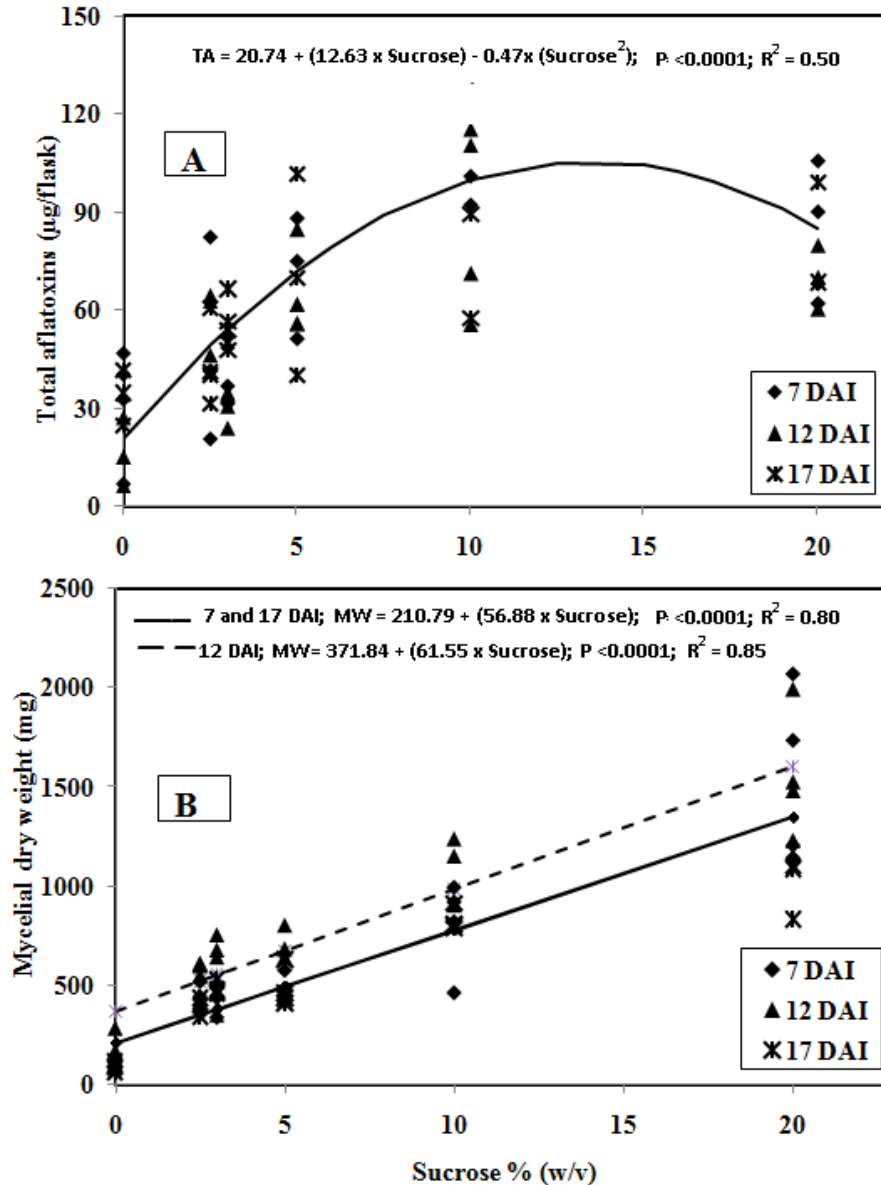 150
120
90
60
30
0
Total aflatoxins (µg/flask)
TA = 20.74 + (12.63 x Sucrose) – 0.47x (Sucrose²); P <0.0001; R² = 0.50
A
7 DAI
12 DAI
17 DAI
0 5 10 15 20
2500
2000
1500
1000
500
0
Mycelial dry weight (mg)
7 and 17 DAI; MW = 210.79 + (56.88 x Sucrose); P <0.0001; R² = 0.80
12 DAI; MW= 371.84 + (61.55 x Sucrose); P <0.0001; R² = 0.85
B
7 DAI
12 DAI
17 DAI
0 5 10 15 20
Sucrose % (w/v)